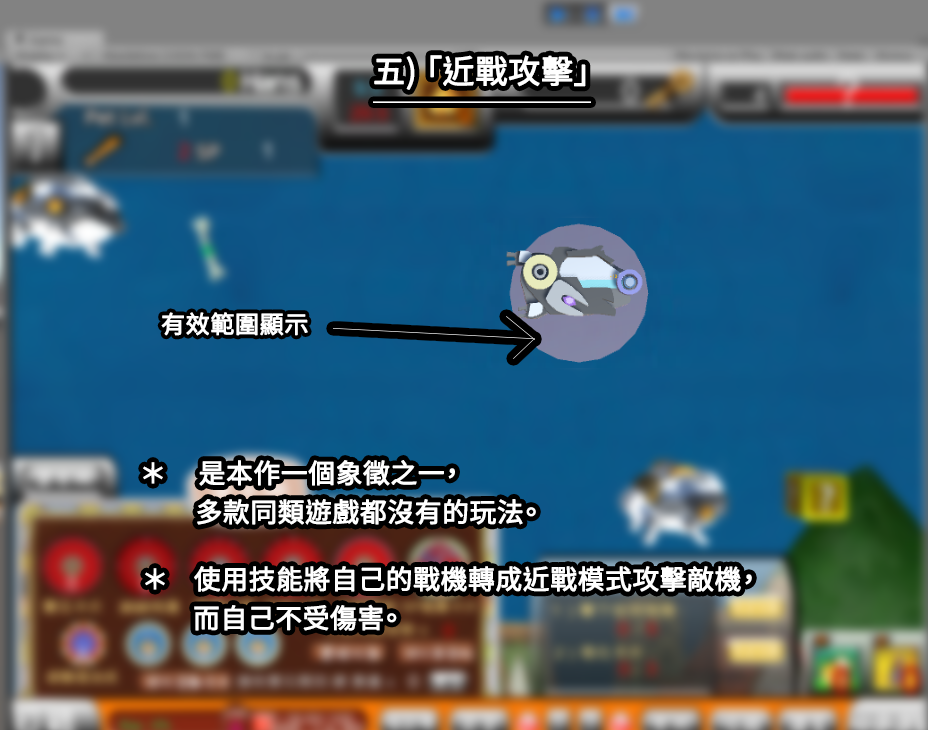 五)「近戰攻擊」
有效範圍顯示
＊ 是本作一個象徵之一，
多款同類遊戲都沒有的玩法。
＊ 使用技能將自己的戰機轉成近戰模式攻擊敵機，
而自己不受傷害。